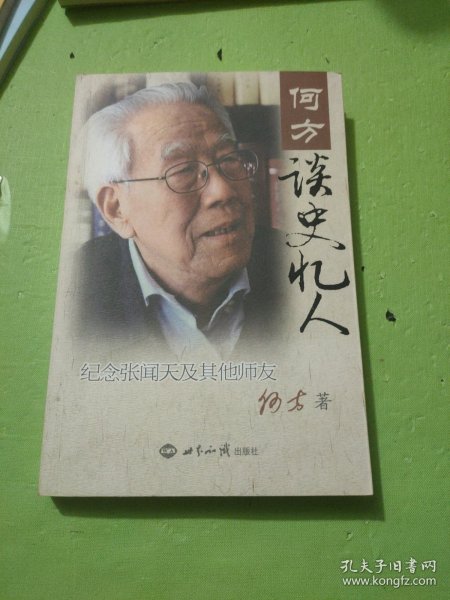 何方
谈史忆人
纪念张闻天及其他师友
何方 著
世界知识出版社
孔夫子旧书网
www.kongfz.com